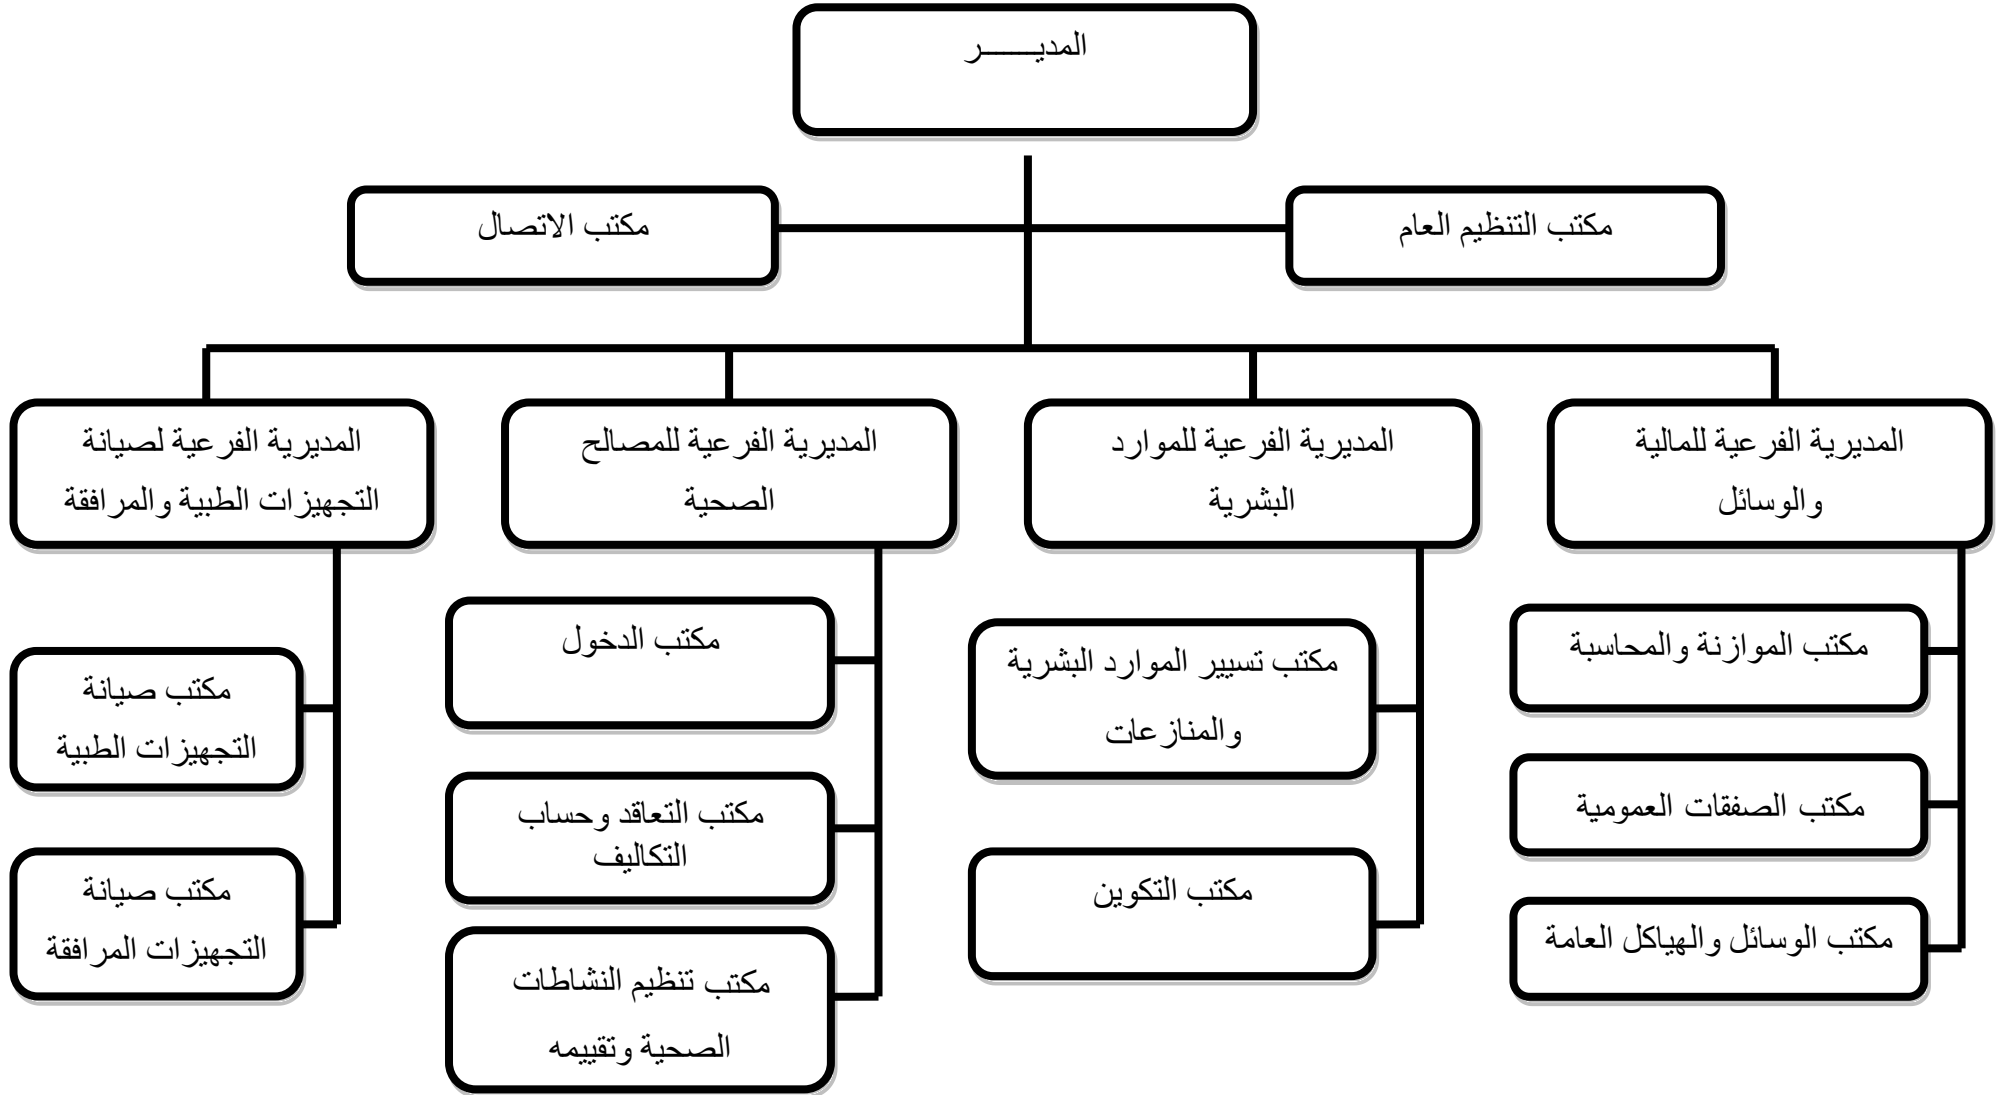 المديـــــــر
مكتب التنظيم العام
مكتب الاتصال
المديرية الفرعية للمالية
والوسائل
المديرية الفرعية للموارد
البشرية
المديرية الفرعية للمصالح
الصحية
المديرية الفرعية لصيانة
التجهيزات الطبية والمرافقة
مكتب الموازنة والمحاسبة
مكتب الصفقات العمومية
مكتب الوسائل والهياكل العامة
مكتب تسيير الموارد البشرية
والمنازعات
مكتب التكوين
مكتب الدخول
مكتب التعاقد وحساب
التكاليف
مكتب تنظيم النشاطات
الصحية وتقييمه
مكتب صيانة
التجهيزات الطبية
مكتب صيانة
التجهيزات المرافقة